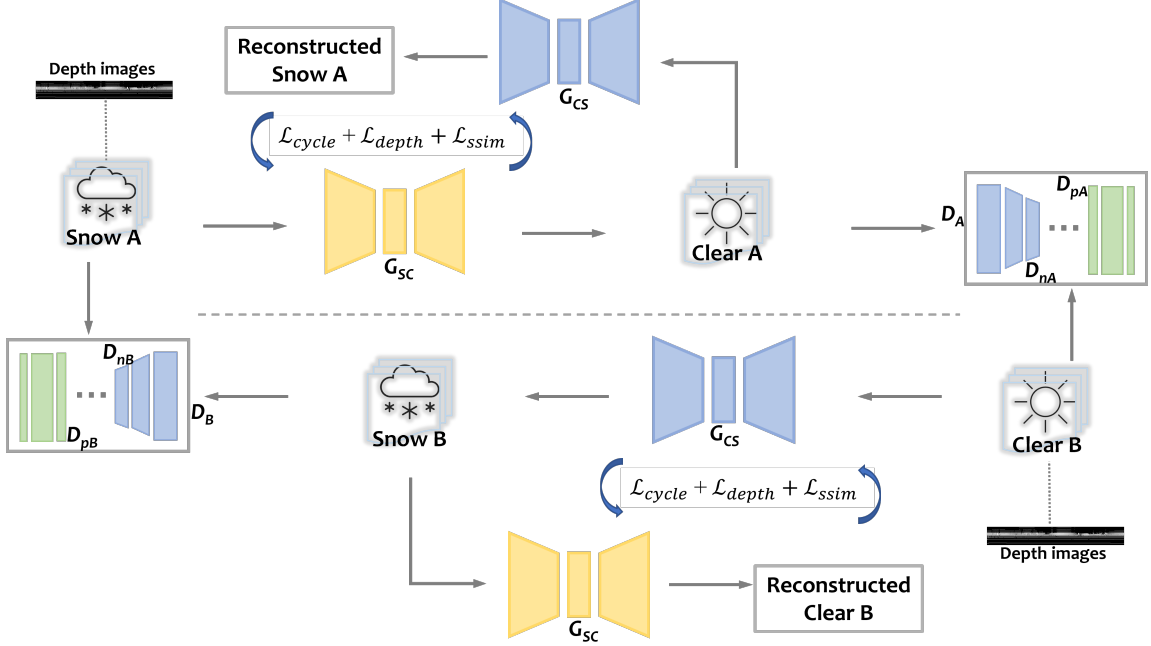 Depth images
Reconstructed
Snow A
G_CS
ℒ_cycle + ℒ_depth + ℒ_ssim
Snow A
G_SC
Clear A
D_A
D_pA
D_nA
D_nB
D_pB
D_B
Snow B
G_CS
Clear B
ℒ_cycle + ℒ_depth + ℒ_ssim
Depth images
G_SC
Reconstructed
Clear B